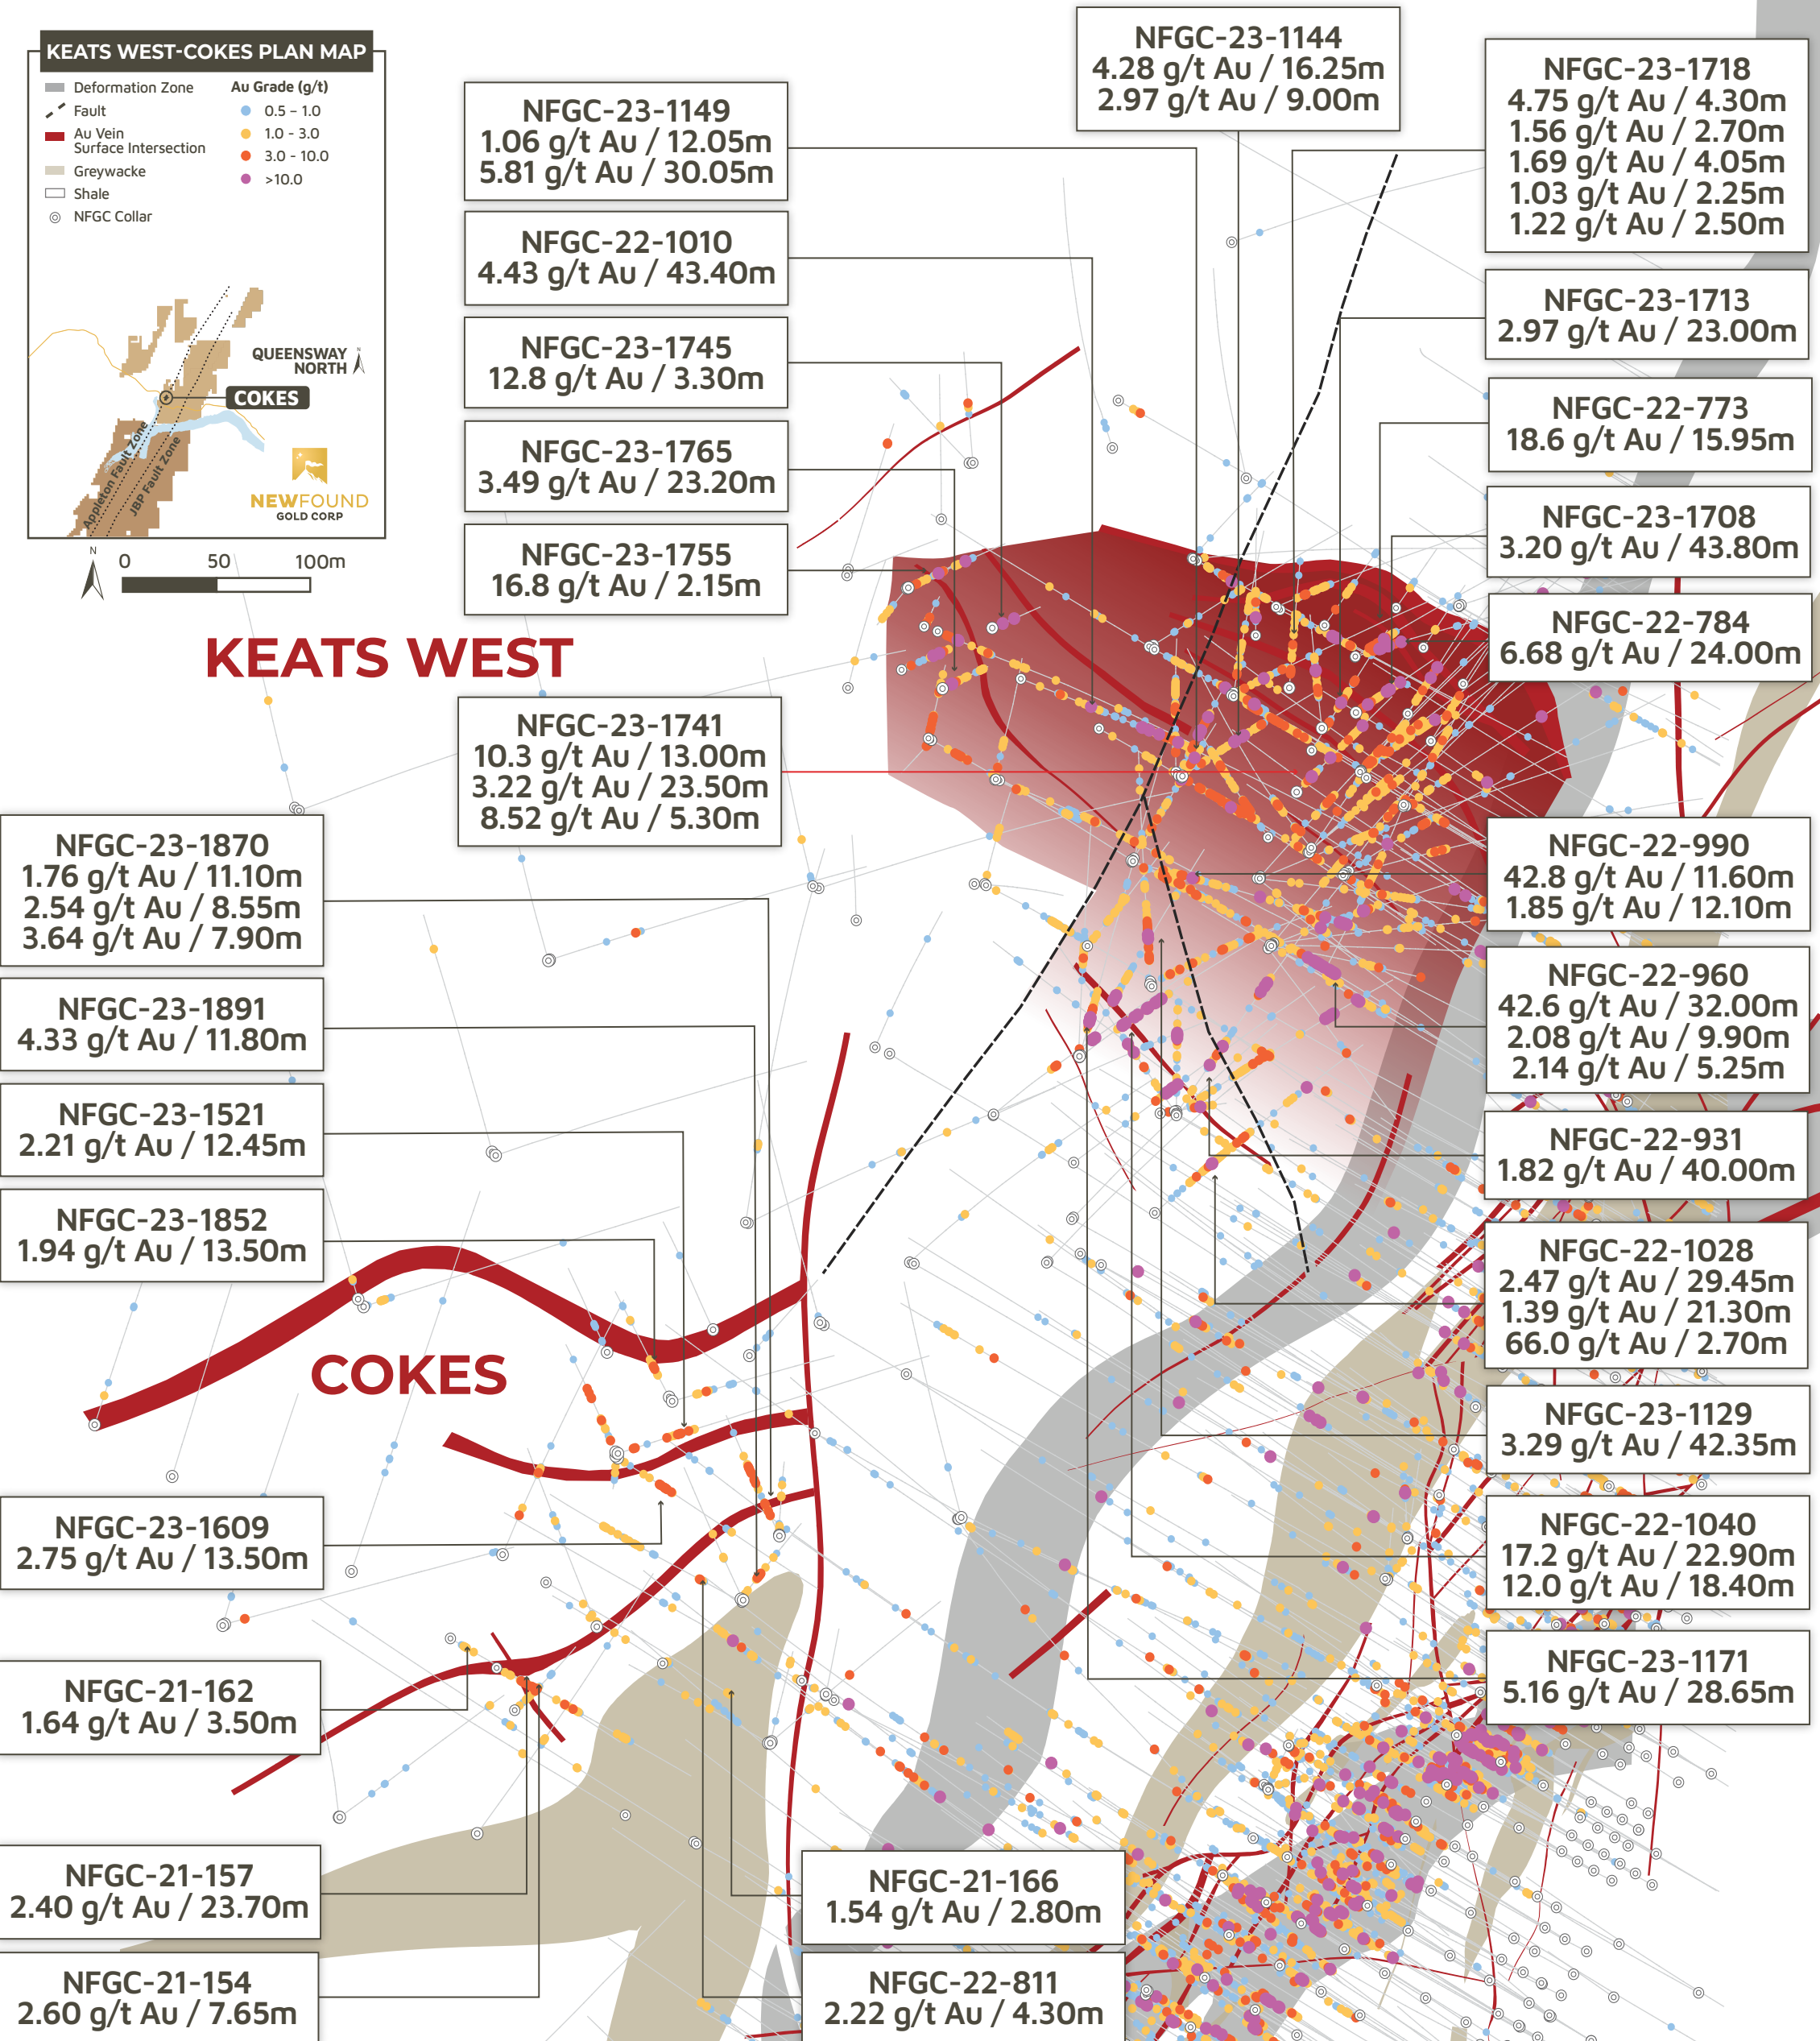 KEATS WEST-COKES PLAN MAP
Deformation Zone
Fault
Au Vein
Surface Intersection
Greywacke
Shale
NFGC Collar
Au Grade (g/t)
0.5 – 1.0
1.0 - 3.0
3.0 - 10.0
>10.0
QUEENSWAY
NORTH
N
COKES
Appleton Fault Zone
JBP Fault Zone
NEWFOUND
GOLD CORP
N
0 50 100m
NFGC-23-1149
1.06 g/t Au / 12.05m
5.81 g/t Au / 30.05m
NFGC-22-1010
4.43 g/t Au / 43.40m
NFGC-23-1745
12.8 g/t Au / 3.30m
NFGC-23-1765
3.49 g/t Au / 23.20m
NFGC-23-1755
16.8 g/t Au / 2.15m
NFGC-23-1144
4.28 g/t Au / 16.25m
2.97 g/t Au / 9.00m
NFGC-23-1718
4.75 g/t Au / 4.30m
1.56 g/t Au / 2.70m
1.69 g/t Au / 4.05m
1.03 g/t Au / 2.25m
1.22 g/t Au / 2.50m
NFGC-23-1713
2.97 g/t Au / 23.00m
NFGC-22-773
18.6 g/t Au / 15.95m
NFGC-23-1708
3.20 g/t Au / 43.80m
NFGC-22-784
6.68 g/t Au / 24.00m
KEATS WEST
NFGC-23-1741
10.3 g/t Au / 13.00m
3.22 g/t Au / 23.50m
8.52 g/t Au / 5.30m
NFGC-23-1870
1.76 g/t Au / 11.10m
2.54 g/t Au / 8.55m
3.64 g/t Au / 7.90m
NFGC-23-1891
4.33 g/t Au / 11.80m
NFGC-23-1521
2.21 g/t Au / 12.45m
NFGC-23-1852
1.94 g/t Au / 13.50m
NFGC-22-990
42.8 g/t Au / 11.60m
1.85 g/t Au / 12.10m
NFGC-22-960
42.6 g/t Au / 32.00m
2.08 g/t Au / 9.90m
2.14 g/t Au / 5.25m
NFGC-22-931
1.82 g/t Au / 40.00m
NFGC-22-1028
2.47 g/t Au / 29.45m
1.39 g/t Au / 21.30m
66.0 g/t Au / 2.70m
COKES
NFGC-23-1129
3.29 g/t Au / 42.35m
NFGC-23-1609
2.75 g/t Au / 13.50m
NFGC-22-1040
17.2 g/t Au / 22.90m
12.0 g/t Au / 18.40m
NFGC-23-1171
5.16 g/t Au / 28.65m
NFGC-21-162
1.64 g/t Au / 3.50m
NFGC-21-157
2.40 g/t Au / 23.70m
NFGC-21-166
1.54 g/t Au / 2.80m
NFGC-21-154
2.60 g/t Au / 7.65m
NFGC-22-811
2.22 g/t Au / 4.30m